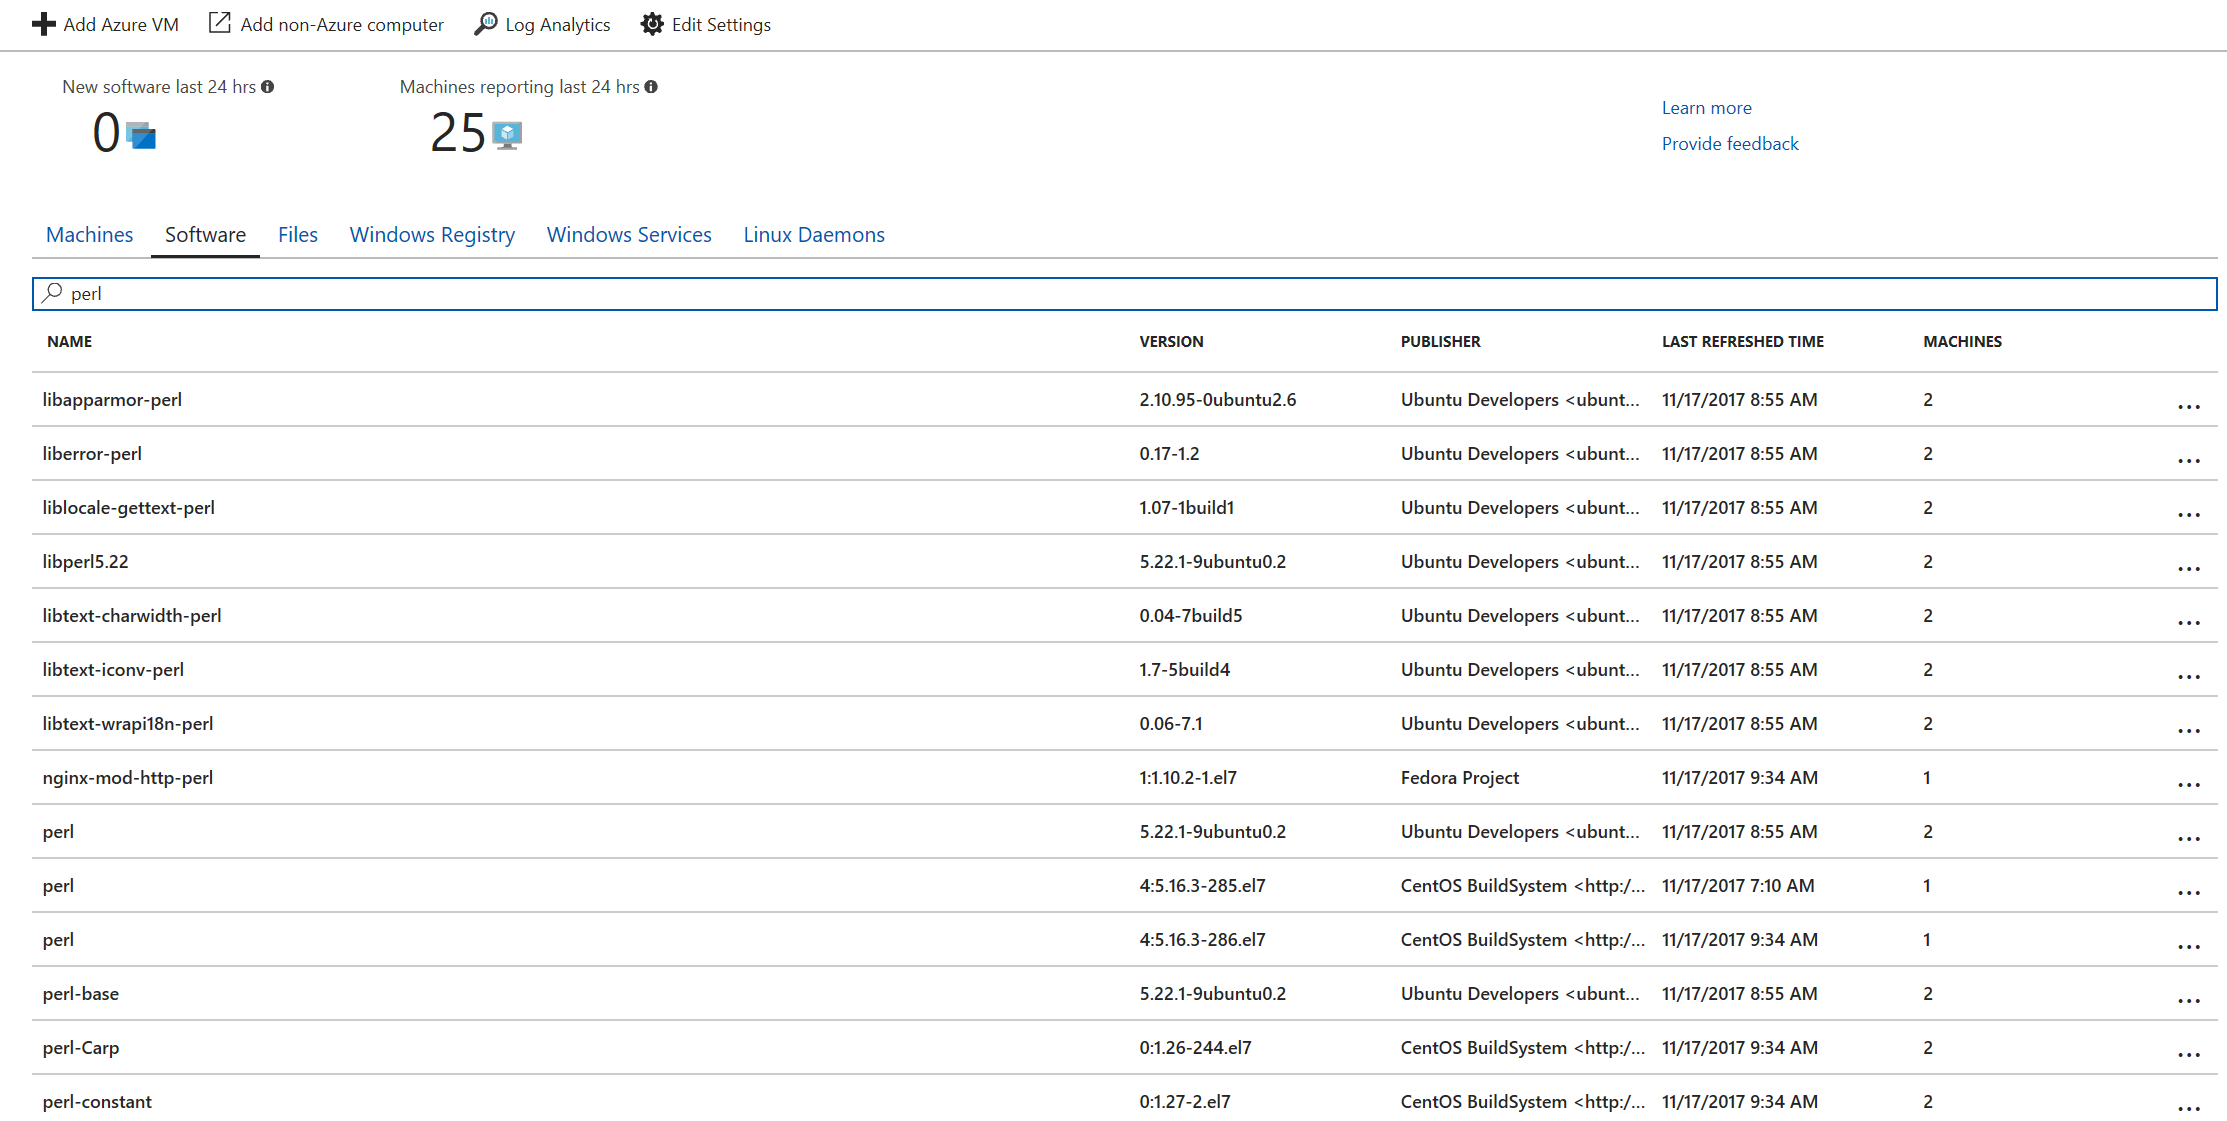 Add Azure VM Add non-Azure computer Log Analytics Edit Settings
New software last 24 hrs Machines reporting last 24 hrs
0 25
Learn more
Provide feedback
Machines Software Files Windows Registry Windows Services Linux Daemons
perl
NAME VERSION PUBLISHER LAST REFRESHED TIME MACHINES
libapparmor-perl 2.10.95-0ubuntu2.6 Ubuntu Developers <ubunt... 11/17/2017 8:55 AM 2 ...
liberror-perl 0.17-1.2 Ubuntu Developers <ubunt... 11/17/2017 8:55 AM 2 ...
liblocale-gettext-perl 1.07-1build1 Ubuntu Developers <ubunt... 11/17/2017 8:55 AM 2 ...
libperl5.22 5.22.1-9ubuntu0.2 Ubuntu Developers <ubunt... 11/17/2017 8:55 AM 2 ...
libtext-charwidth-perl 0.04-7build5 Ubuntu Developers <ubunt... 11/17/2017 8:55 AM 2 ...
libtext-iconv-perl 1.7-5build4 Ubuntu Developers <ubunt... 11/17/2017 8:55 AM 2 ...
libtext-wrapi18n-perl 0.06-7.1 Ubuntu Developers <ubunt... 11/17/2017 8:55 AM 2 ...
nginx-mod-http-perl 1:1.10.2-1.el7 Fedora Project 11/17/2017 9:34 AM 1 ...
perl 5.22.1-9ubuntu0.2 Ubuntu Developers <ubunt... 11/17/2017 8:55 AM 2 ...
perl 4:5.16.3-285.el7 CentOS BuildSystem <http:/... 11/17/2017 7:10 AM 1 ...
perl 4:5.16.3-286.el7 CentOS BuildSystem <http:/... 11/17/2017 9:34 AM 1 ...
perl-base 5.22.1-9ubuntu0.2 Ubuntu Developers <ubunt... 11/17/2017 8:55 AM 2 ...
perl-Carp 0:1.26-244.el7 CentOS BuildSystem <http:/... 11/17/2017 9:34 AM 2 ...
perl-constant 0:1.27-2.el7 CentOS BuildSystem <http:/... 11/17/2017 9:34 AM 2 ...